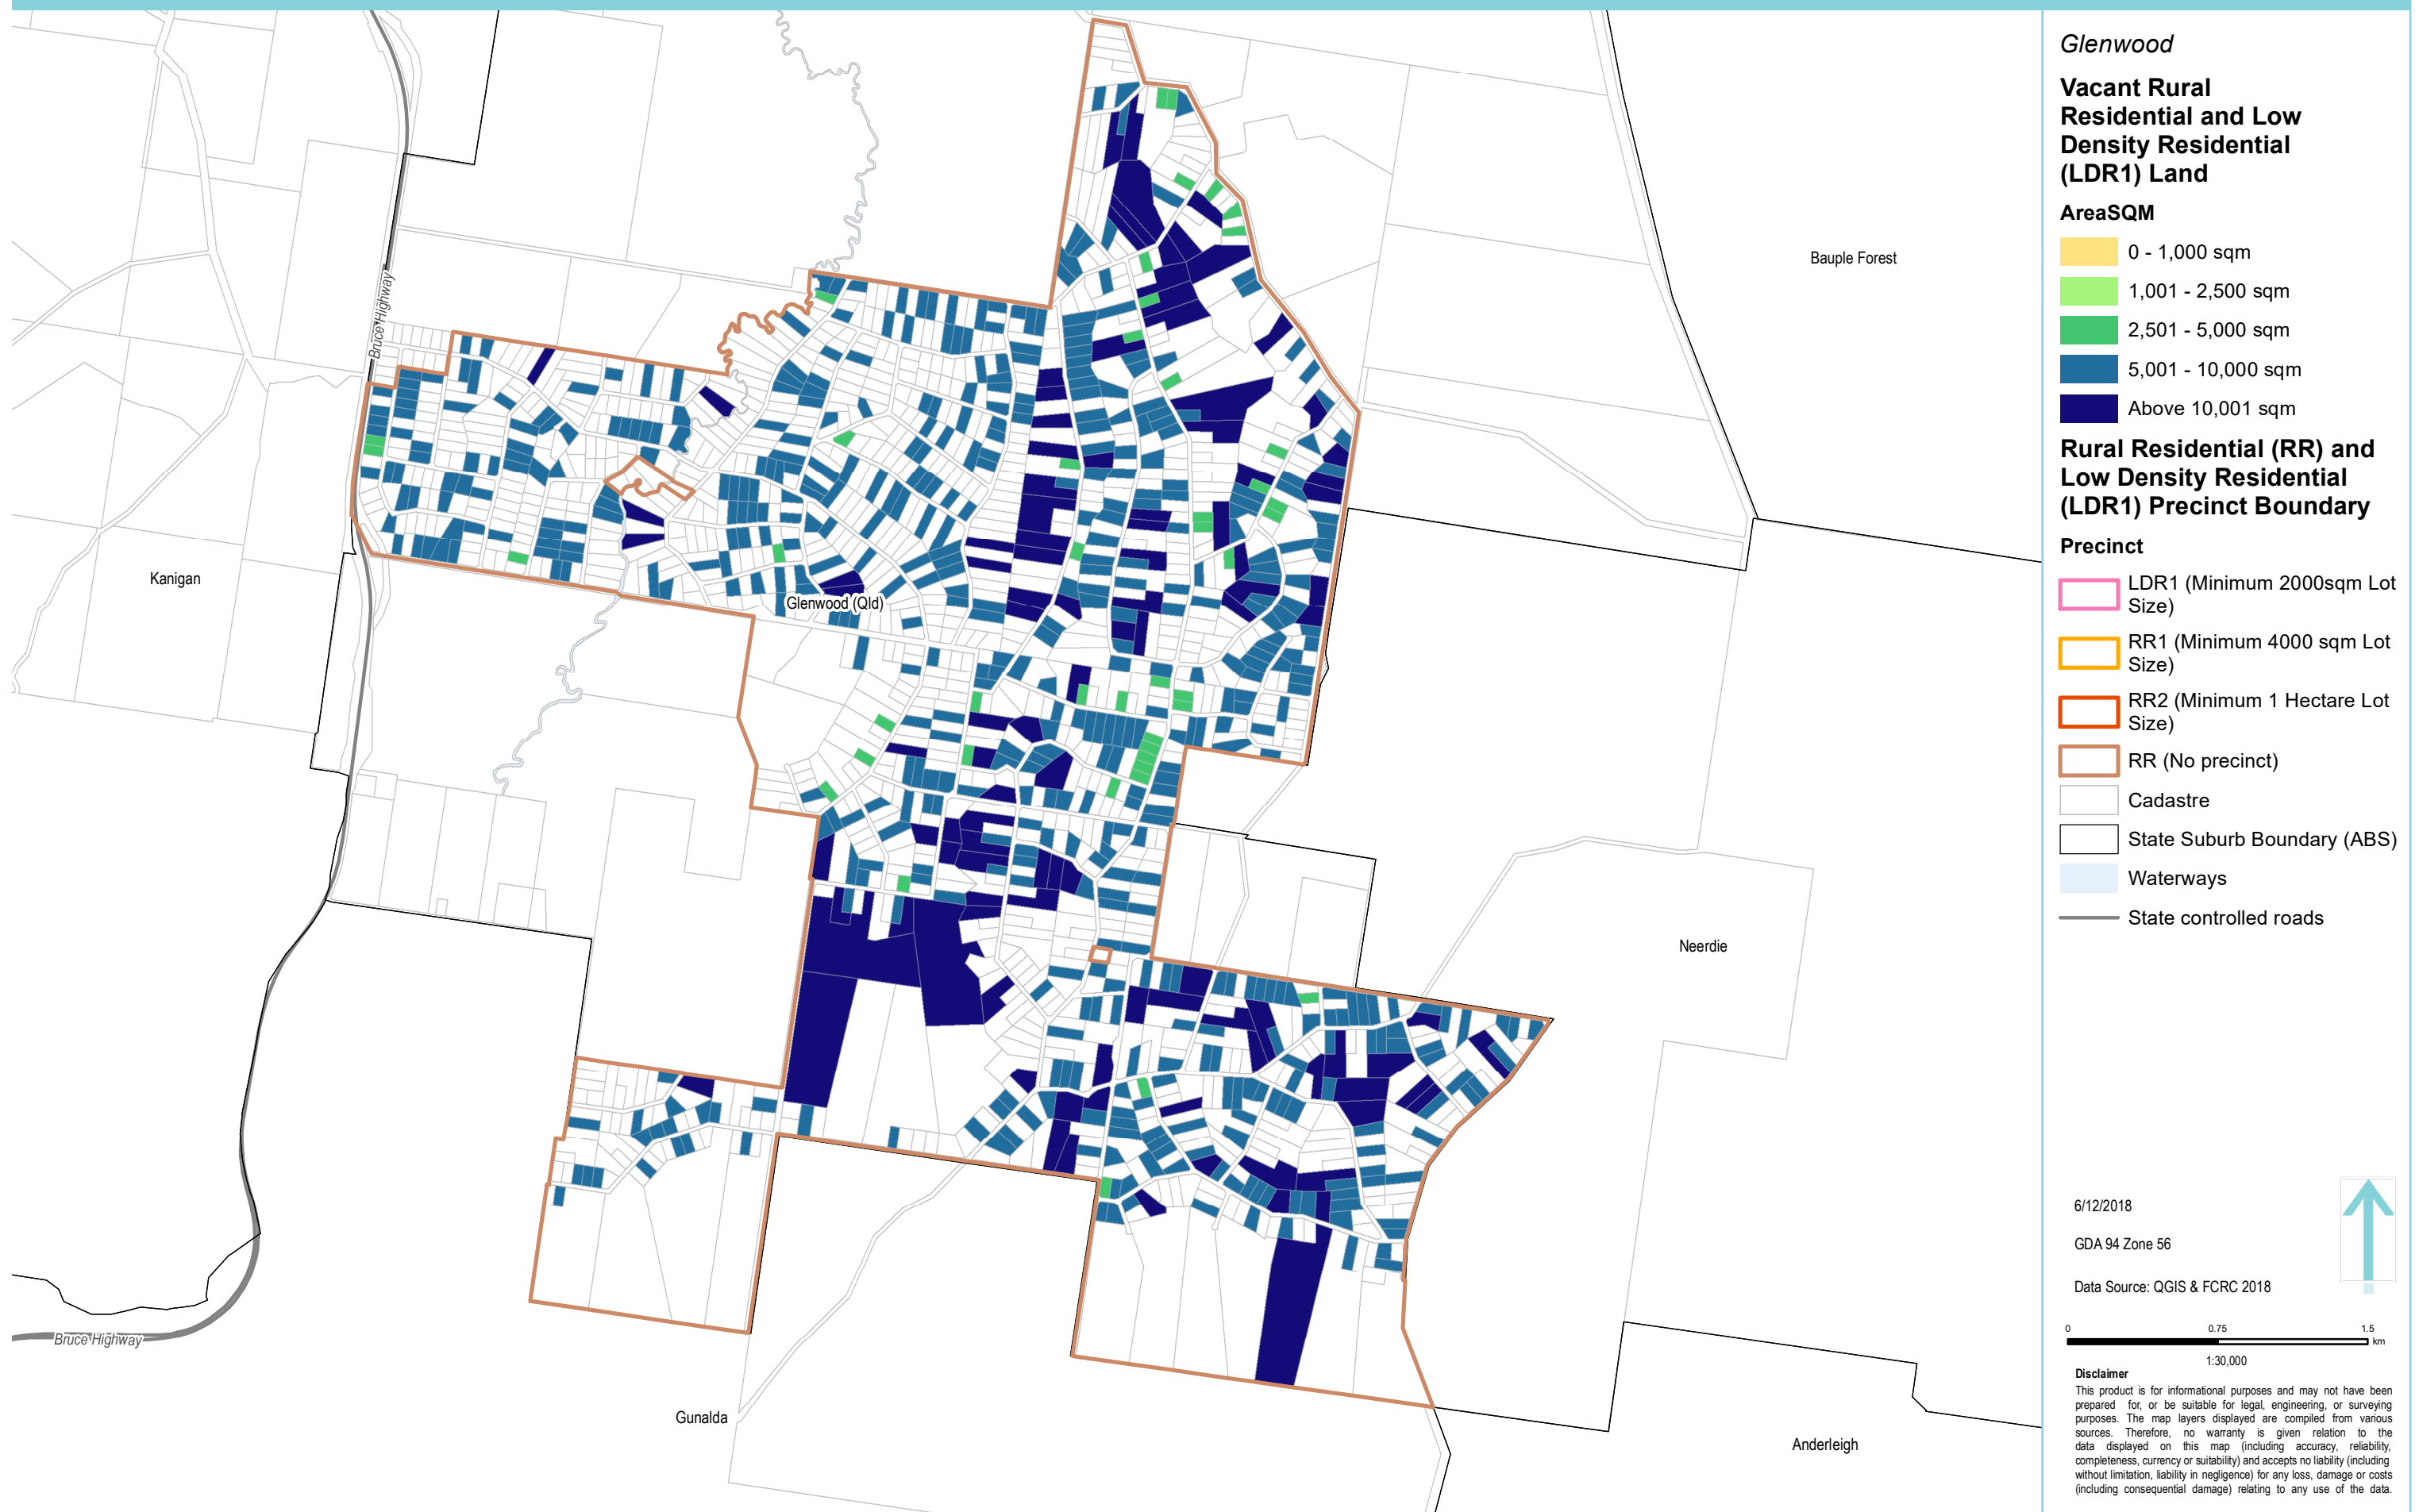 Glenwood
Vacant Rural
Residential and Low
Density Residential
(LDR1) Land
AreaSQM
0 - 1,000 sqm
1,001 - 2,500 sqm
2,501 - 5,000 sqm
5,001 - 10,000 sqm
Above 10,001 sqm
Rural Residential (RR) and
Low Density Residential
(LDR1) Precinct Boundary
Precinct
LDR1 (Minimum 2000sqm Lot
Size)
RR1 (Minimum 4000 sqm Lot
Size)
RR2 (Minimum 1 Hectare Lot
Size)
RR (No precinct)
Cadastre
State Suburb Boundary (ABS)
Waterways
State controlled roads
6/12/2018
GDA 94 Zone 56
Data Source: QGIS & FCRC 2018
0 0.75 1.5
km
1:30,000
Disclaimer
This product is for informational purposes and may not have been
prepared for, or be suitable for legal, engineering, or surveying
purposes. The map layers displayed are compiled from various
sources. Therefore, no warranty is given relation to the
data displayed on this map (including accuracy, reliability,
completeness, currency or suitability) and accepts no liability (including
without limitation, liability in negligence) for any loss, damage or costs
(including consequential damage) relating to any use of the data.
Bauple Forest
Bruce Highway
Kanigan
Glenwood (Qld)
Neerdie
Bruce Highway
Gunalda
Anderleigh